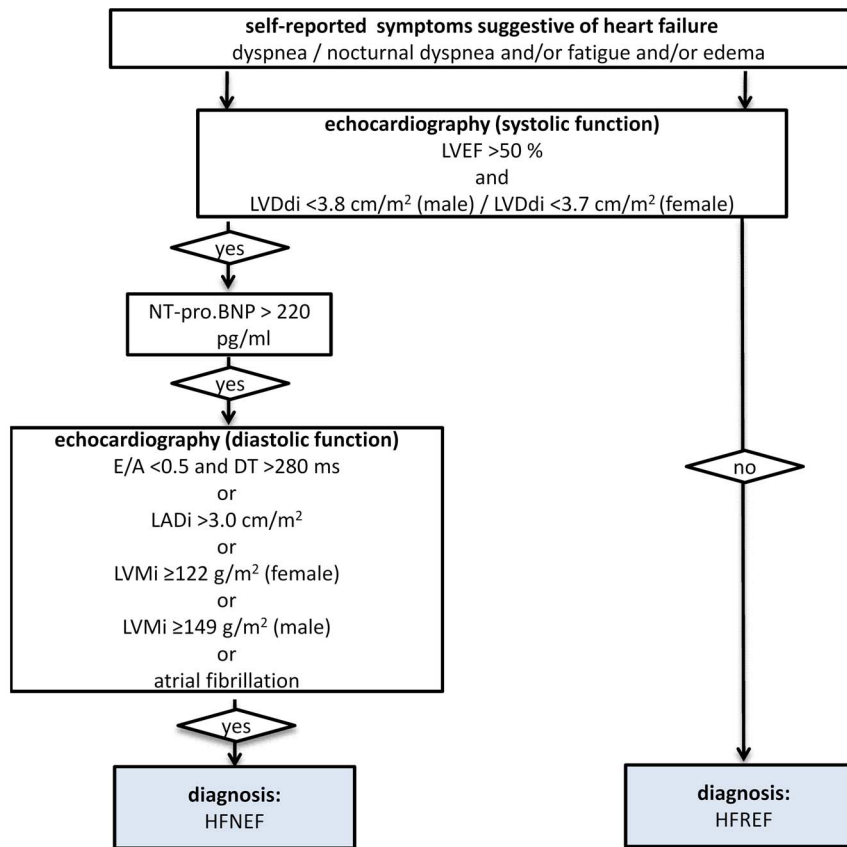 self-reported symptoms suggestive of heart failure
dyspnea / nocturnal dyspnea and/or fatigue and/or edema
echocardiography (systolic function)
LVEF >50 %
and
LVDdi <3.8 cm/m² (male) / LVDdi <3.7 cm/m² (female)
yes
NT-pro.BNP > 220
pg/ml
yes
echocardiography (diastolic function)
E/A <0.5 and DT >280 ms
or
LADi >3.0 cm/m²
or
LVMi ≥122 g/m² (female)
or
LVMi ≥149 g/m² (male)
or
atrial fibrillation
yes
diagnosis:
HFNEF
no
diagnosis:
HFREF